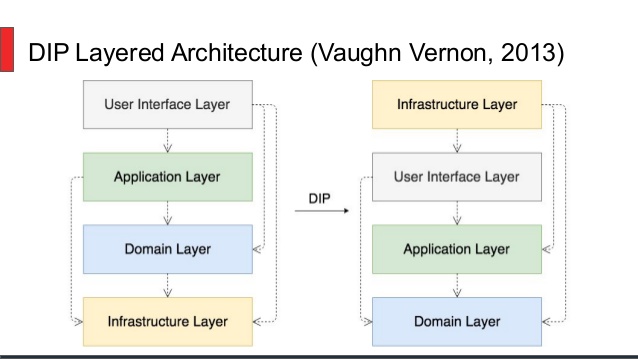 DIP Layered Architecture (Vaughn Vernon, 2013)
User Interface Layer
Application Layer
Domain Layer
Infrastructure Layer
DIP
Infrastructure Layer
User Interface Layer
Application Layer
Domain Layer